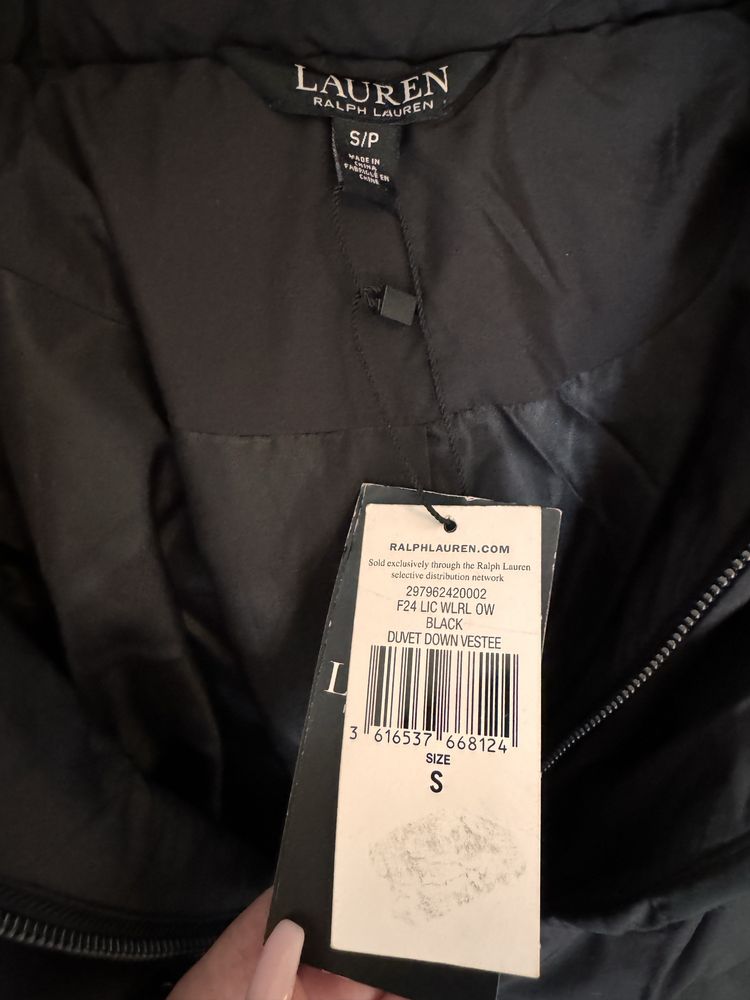 LAUREN
RALPH LAUREN
S/P
MADE IN
CHINA
FABRIQUÉ EN
CHINE
RALPHLAUREN.COM
Sold exclusively through the Ralph Lauren
selective distribution network
297962420002
F24 LIC WLRL OW
BLACK
DUVET DOWN VESTEE
3 616537 668124
SIZE
S
L